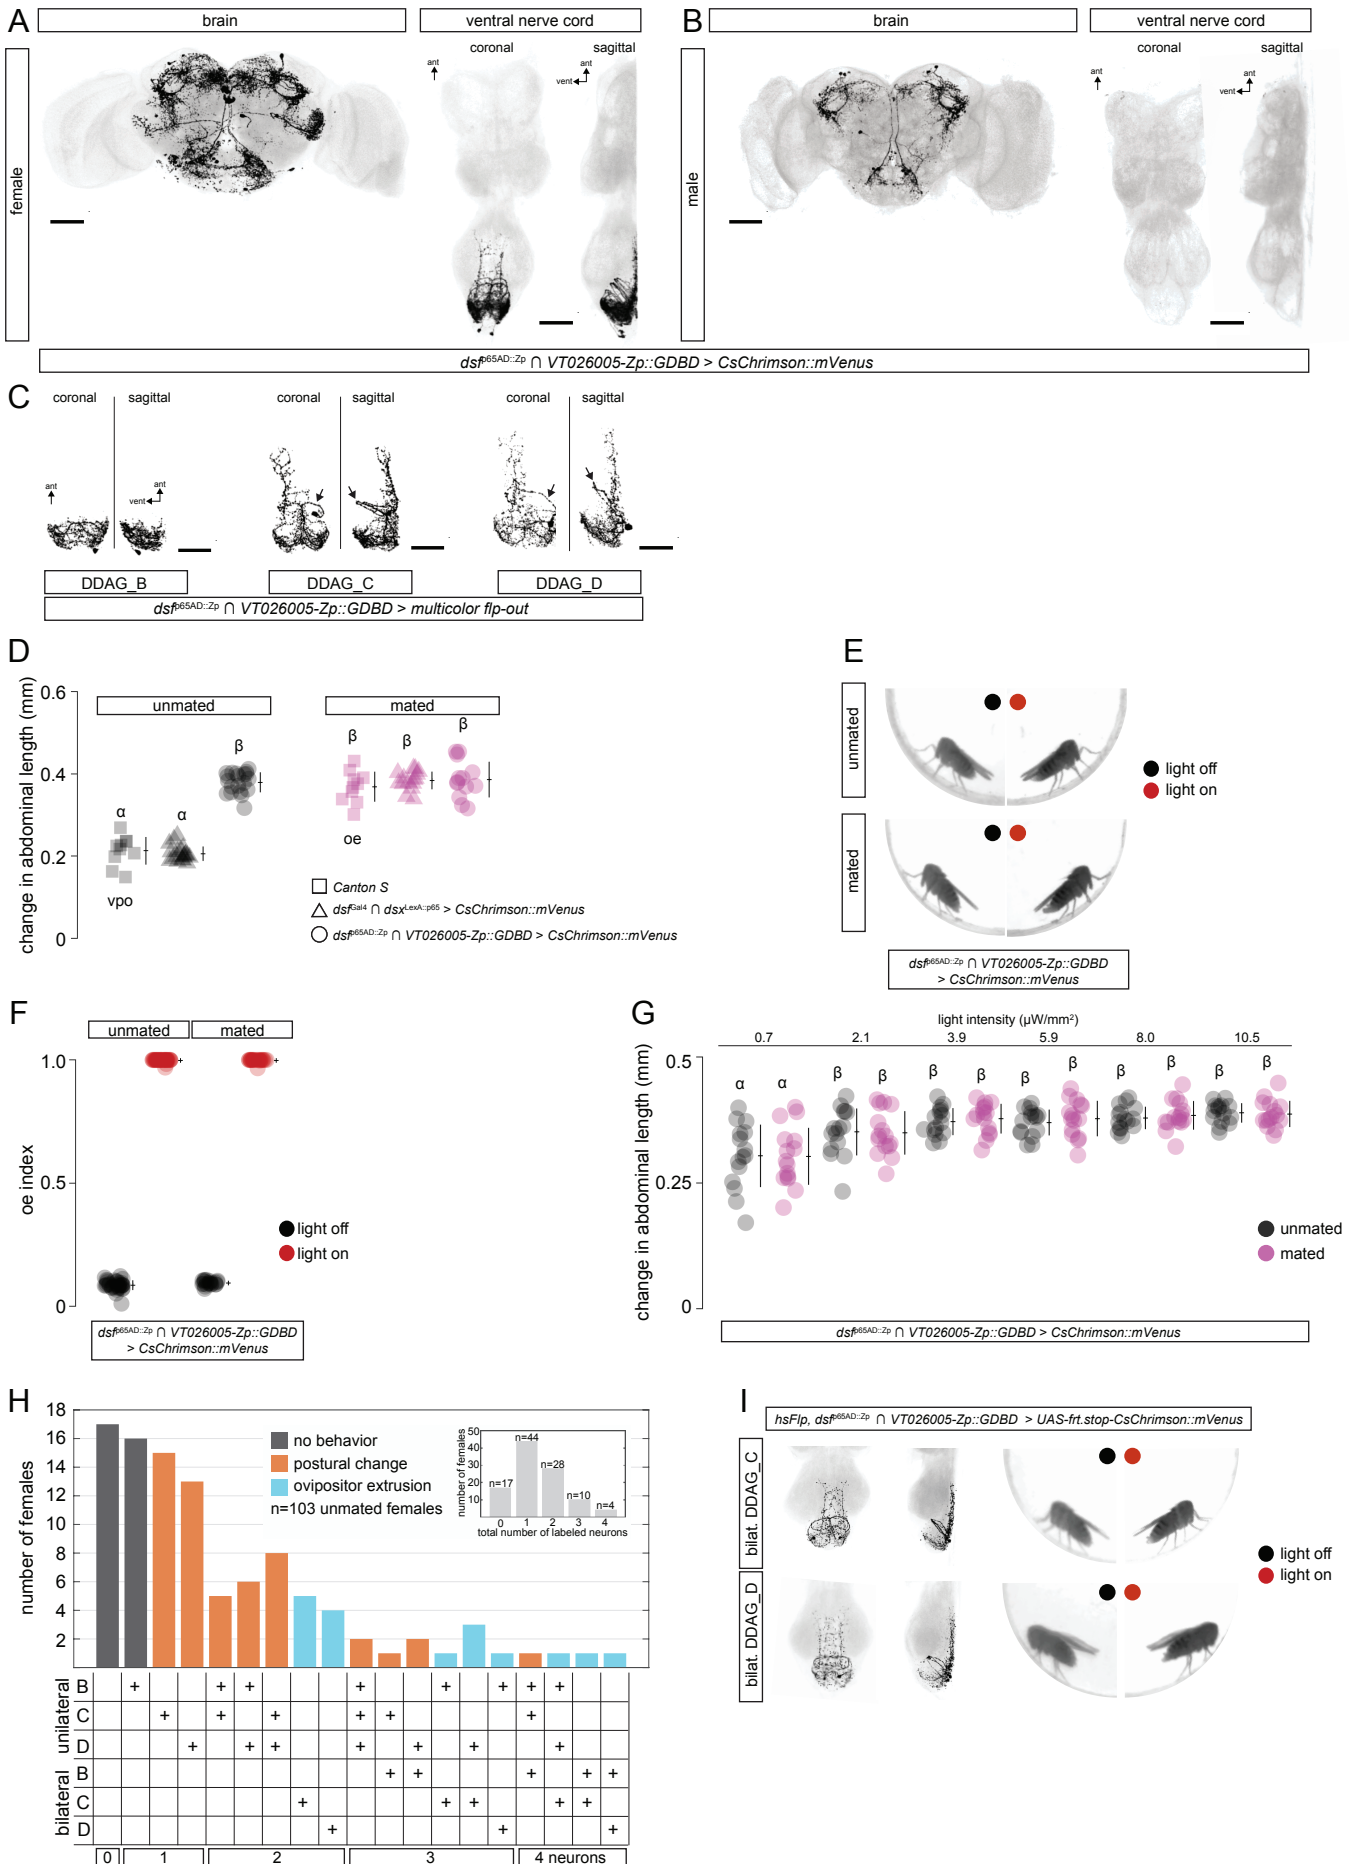 A
brain
ventral nerve cord
coronal
sagittal
ant
ant
vent
female
B
brain
ventral nerve cord
coronal
sagittal
ant
ant
vent
male
dsf^p65AD::Zp ∩ VT026005-Zp::GDBD > CsChrimson::mVenus
C
coronal
sagittal
coronal
sagittal
coronal
sagittal
ant
ant
vent
DDAG_B
DDAG_C
DDAG_D
dsf^p65AD::Zp ∩ VT026005-Zp::GDBD > multicolor flp-out
D
change in abdominal length (mm)
0.6
0.4
0.2
0
unmated
mated
α
α
β
β
β
β
vpo
oe
Canton S
dsf^Gal4 ∩ dsx^LexA::p65 > CsChrimson::mVenus
dsf^p65AD::Zp ∩ VT026005-Zp::GDBD > CsChrimson::mVenus
E
unmated
mated
light off
light on
dsf^p65AD::Zp ∩ VT026005-Zp::GDBD
> CsChrimson::mVenus
F
unmated
mated
oe index
1.0
0.5
0
light off
light on
dsf^p65AD::Zp ∩ VT026005-Zp::GDBD
> CsChrimson::mVenus
G
light intensity (μW/mm²)
0.7 2.1 3.9 5.9 8.0 10.5
change in abdominal length (mm)
0.5
0.25
0
α α β β β β β β β β β β
unmated
mated
dsf^p65AD::Zp ∩ VT026005-Zp::GDBD > CsChrimson::mVenus
H
number of females
18
16
14
12
10
8
6
4
2
no behavior
postural change
ovipositor extrusion
n=103 unmated females
number of females
50
40
30
20
10
n=17
n=44
n=28
n=10
n=4
0 1 2 3 4
total number of labeled neurons
unilateral
B + + + + + + + +
C + + + + + +
D + + + + + + +
bilateral
B + + + + +
C + + + + +
D + + +
0 1 2 3 4 neurons
I
hsFlp, dsf^p65AD::Zp ∩ VT026005-Zp::GDBD > UAS-frt.stop-CsChrimson::mVenus
bilat. DDAG_C
bilat. DDAG_D
light off
light on